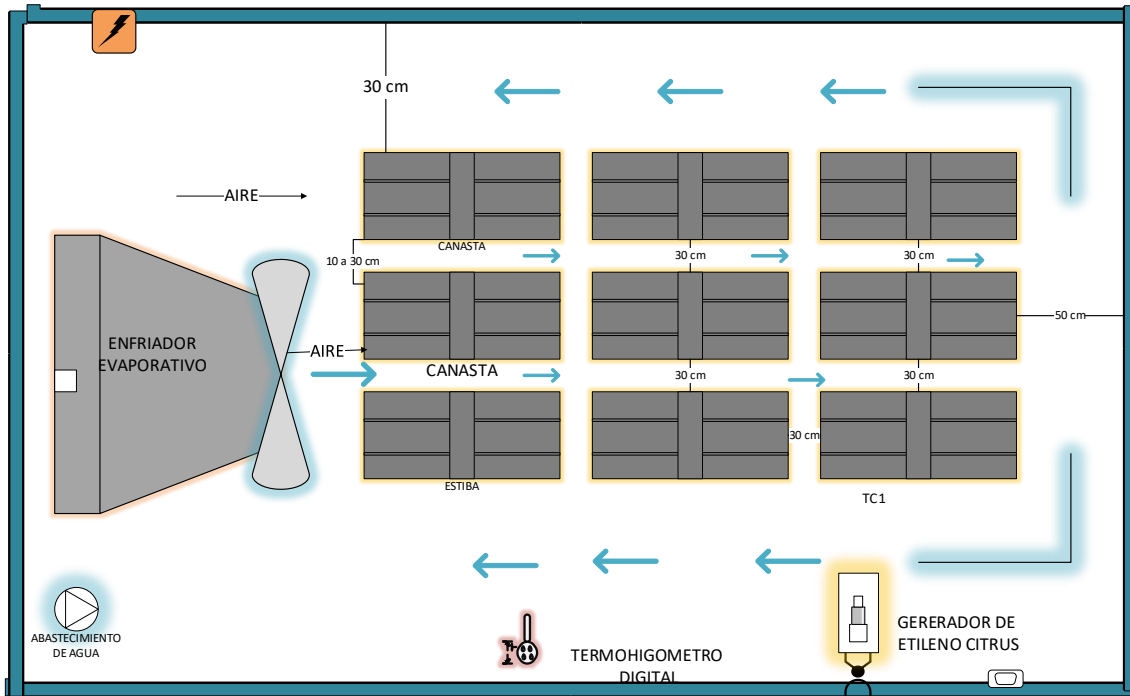 30 cm
AIRE
CANASTA
10 a 30 cm
30 cm
30 cm
50 cm
ENFRIADOR
EVAPORATIVO
AIRE
CANASTA
30 cm
30 cm
30 cm
ESTIBA
TC1
ABASTECIMIENTO
DE AGUA
TERMOHIGOMETRO
DIGITAL
GERERADOR DE
ETILENO CITRUS